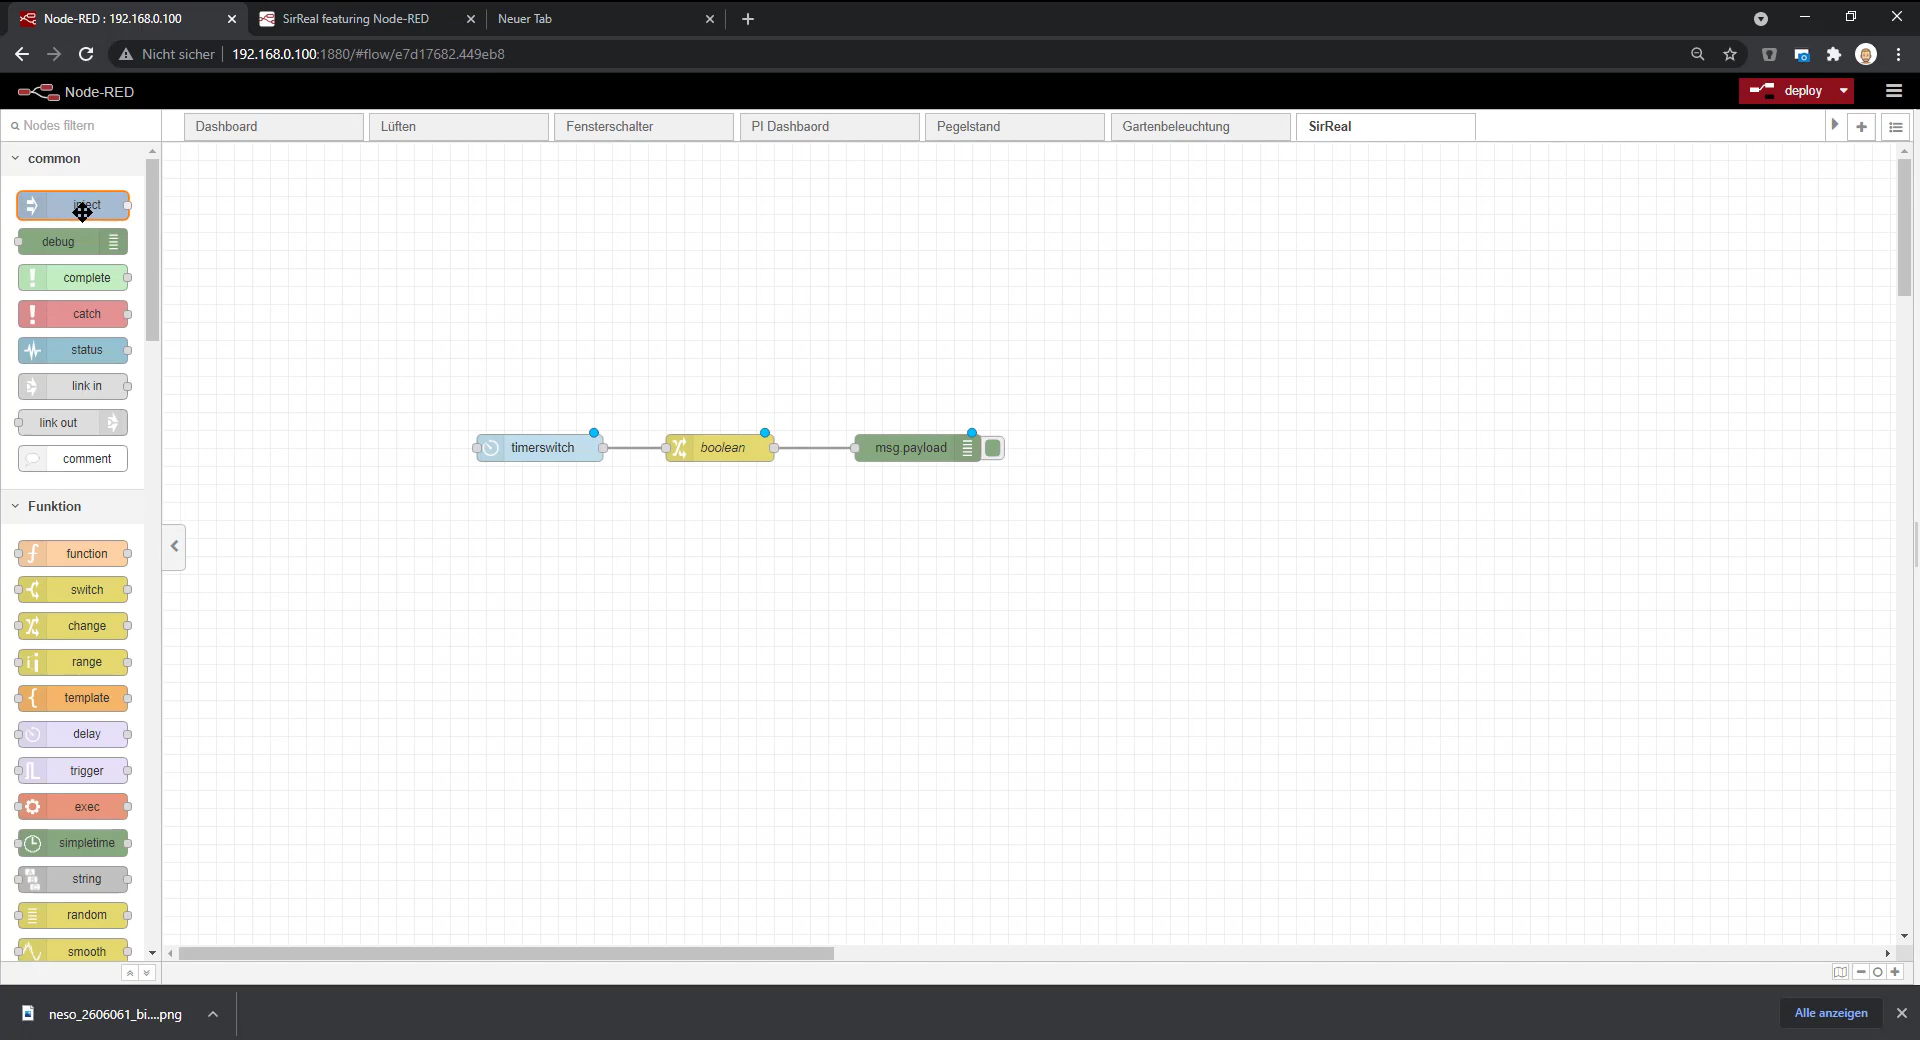 Node-RED : 192.168.0.100
SirReal featuring Node-RED
Neuer Tab
Nicht sicher
192.168.0.100:1880/#flow/e7d17682.449eb8
Node-RED
deploy
Nodes filtern
Dashboard
Lüften
Fensterschalter
PI Dashbaord
Pegelstand
Gartenbeleuchtung
SirReal
common
inject
debug
complete
catch
status
link in
link out
comment
Funktion
function
switch
change
range
template
delay
trigger
exec
simpletime
string
random
smooth
timerswitch
boolean
msg.payload
neso_2606061_bi....png
Alle anzeigen